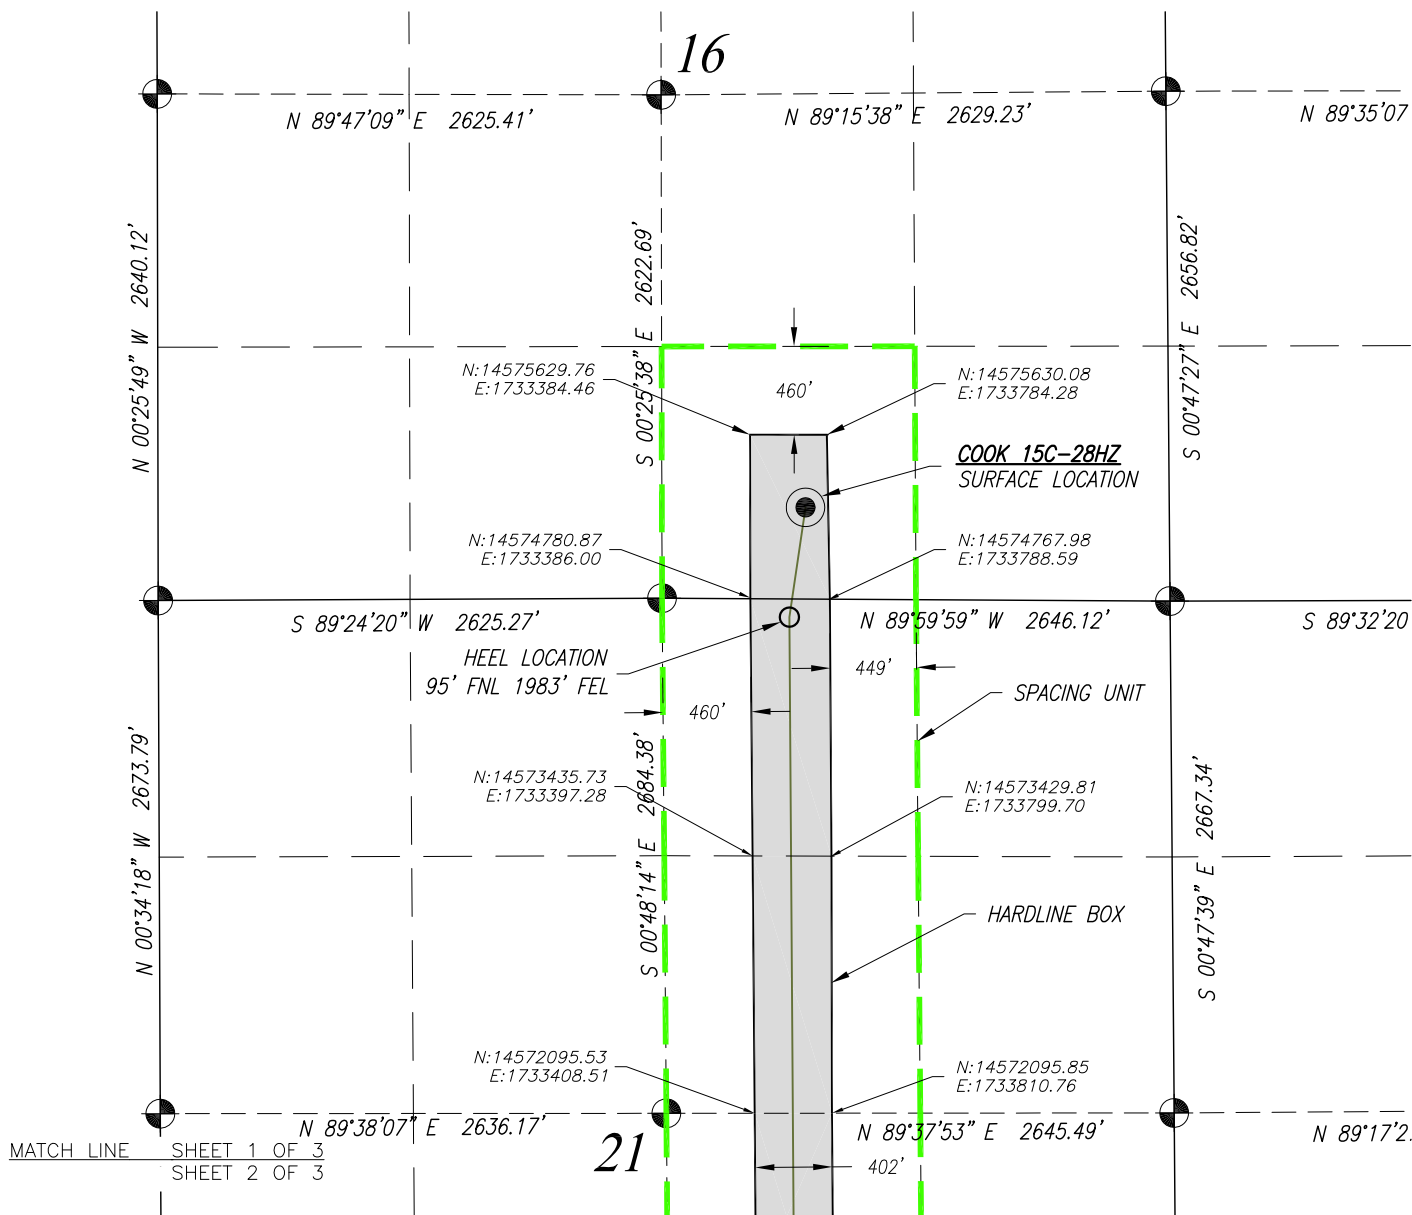 16
N 89°47'09" E 2625.41'
N 89°15'38" E 2629.23'
N 89°35'07
N 00°25'49" W 2640.12'
S 00°25'38" E 2622.69'
S 00°47'27" E 2656.82'
N:14575629.76
E:1733384.46
460'
N:14575630.08
E:1733784.28
COOK 15C-28HZ
SURFACE LOCATION
N:14574780.87
E:1733386.00
N:14574767.98
E:1733788.59
S 89°24'20" W 2625.27'
N 89°59'59" W 2646.12'
S 89°32'20
HEEL LOCATION
95' FNL 1983' FEL
449'
460'
SPACING UNIT
N 00°34'18" W 2673.79'
S 00°48'14" E 2684.38'
S 00°47'39" E 2667.34'
N:14573435.73
E:1733397.28
N:14573429.81
E:1733799.70
HARDLINE BOX
N:14572095.53
E:1733408.51
N:14572095.85
E:1733810.76
N 89°38'07" E 2636.17'
N 89°37'53" E 2645.49'
N 89°17'2
21
402'
MATCH LINE SHEET 1 OF 3
SHEET 2 OF 3